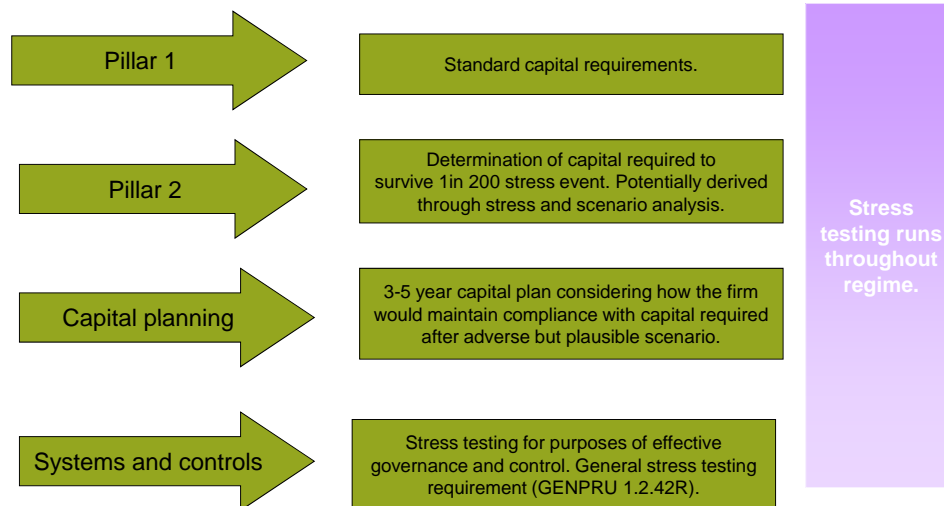 Pillar 1
Standard capital requirements.
Pillar 2
Determination of capital required to
survive 1in 200 stress event. Potentially derived
through stress and scenario analysis.
Capital planning
3-5 year capital plan considering how the firm
would maintain compliance with capital required
after adverse but plausible scenario.
Systems and controls
Stress testing for purposes of effective
governance and control. General stress testing
requirement (GENPRU 1.2.42R).
Stress
testing runs
throughout
regime.